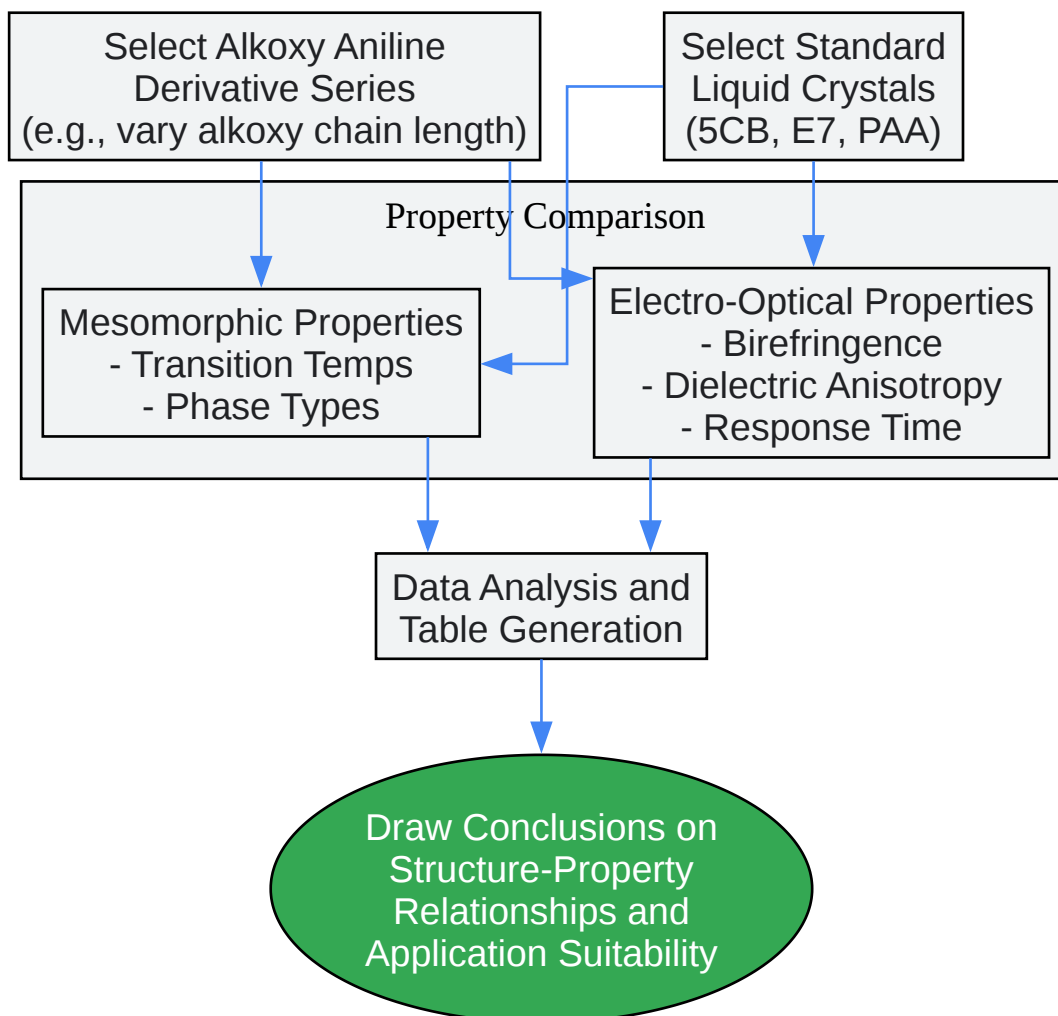 Select Alkoxy Aniline
Derivative Series
(e.g., vary alkoxy chain length)
Select Standard
Liquid Crystals
(5CB, E7, PAA)
Property Comparison
Mesomorphic Properties
- Transition Temps
- Phase Types
Electro-Optical Properties
- Birefringence
- Dielectric Anisotropy
- Response Time
Data Analysis and
Table Generation
Draw Conclusions on
Structure-Property
Relationships and
Application Suitability